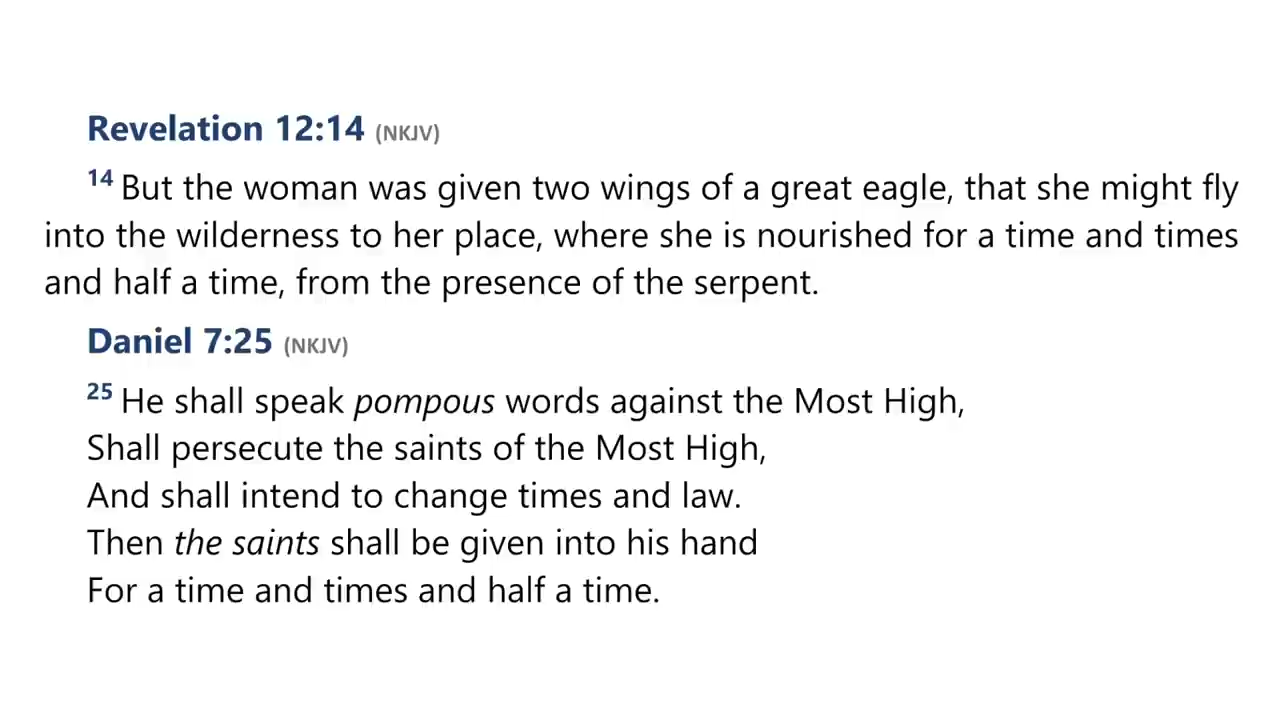 Revelation 12:14 (NKJV)
14 But the woman was given two wings of a great eagle, that she might fly
into the wilderness to her place, where she is nourished for a time and times
and half a time, from the presence of the serpent.
Daniel 7:25 (NKJV)
25 He shall speak pompous words against the Most High,
Shall persecute the saints of the Most High,
And shall intend to change times and law.
Then the saints shall be given into his hand
For a time and times and half a time.